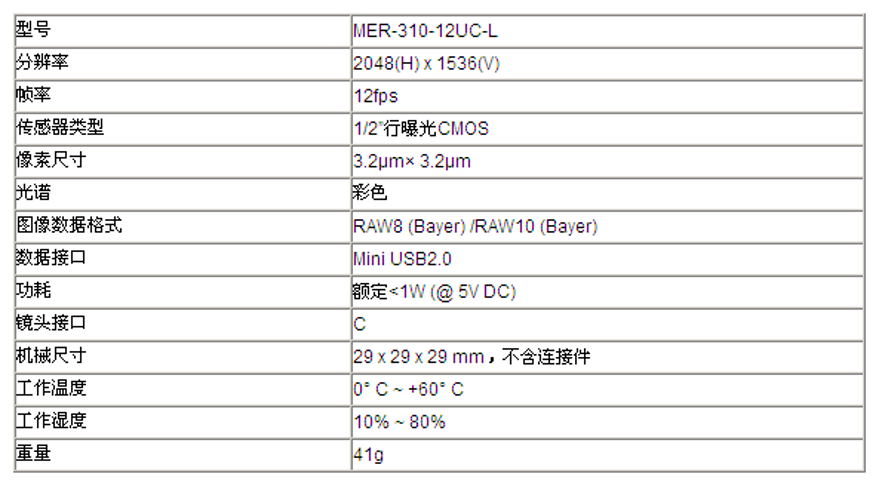 型号 MER-310-12UC-L
分辨率 2048(H) x 1536(V)
帧率 12fps
传感器类型 1/2"行曝光CMOS
像素尺寸 3.2μm× 3.2μm
光谱 彩色
图像数据格式 RAW8 (Bayer) /RAW10 (Bayer)
数据接口 Mini USB2.0
功耗 额定<1W (@ 5V DC)
镜头接口 C
机械尺寸 29 x 29 x 29 mm，不含连接件
工作温度 0° C ~ +60° C
工作湿度 10% ~ 80%
重量 41g